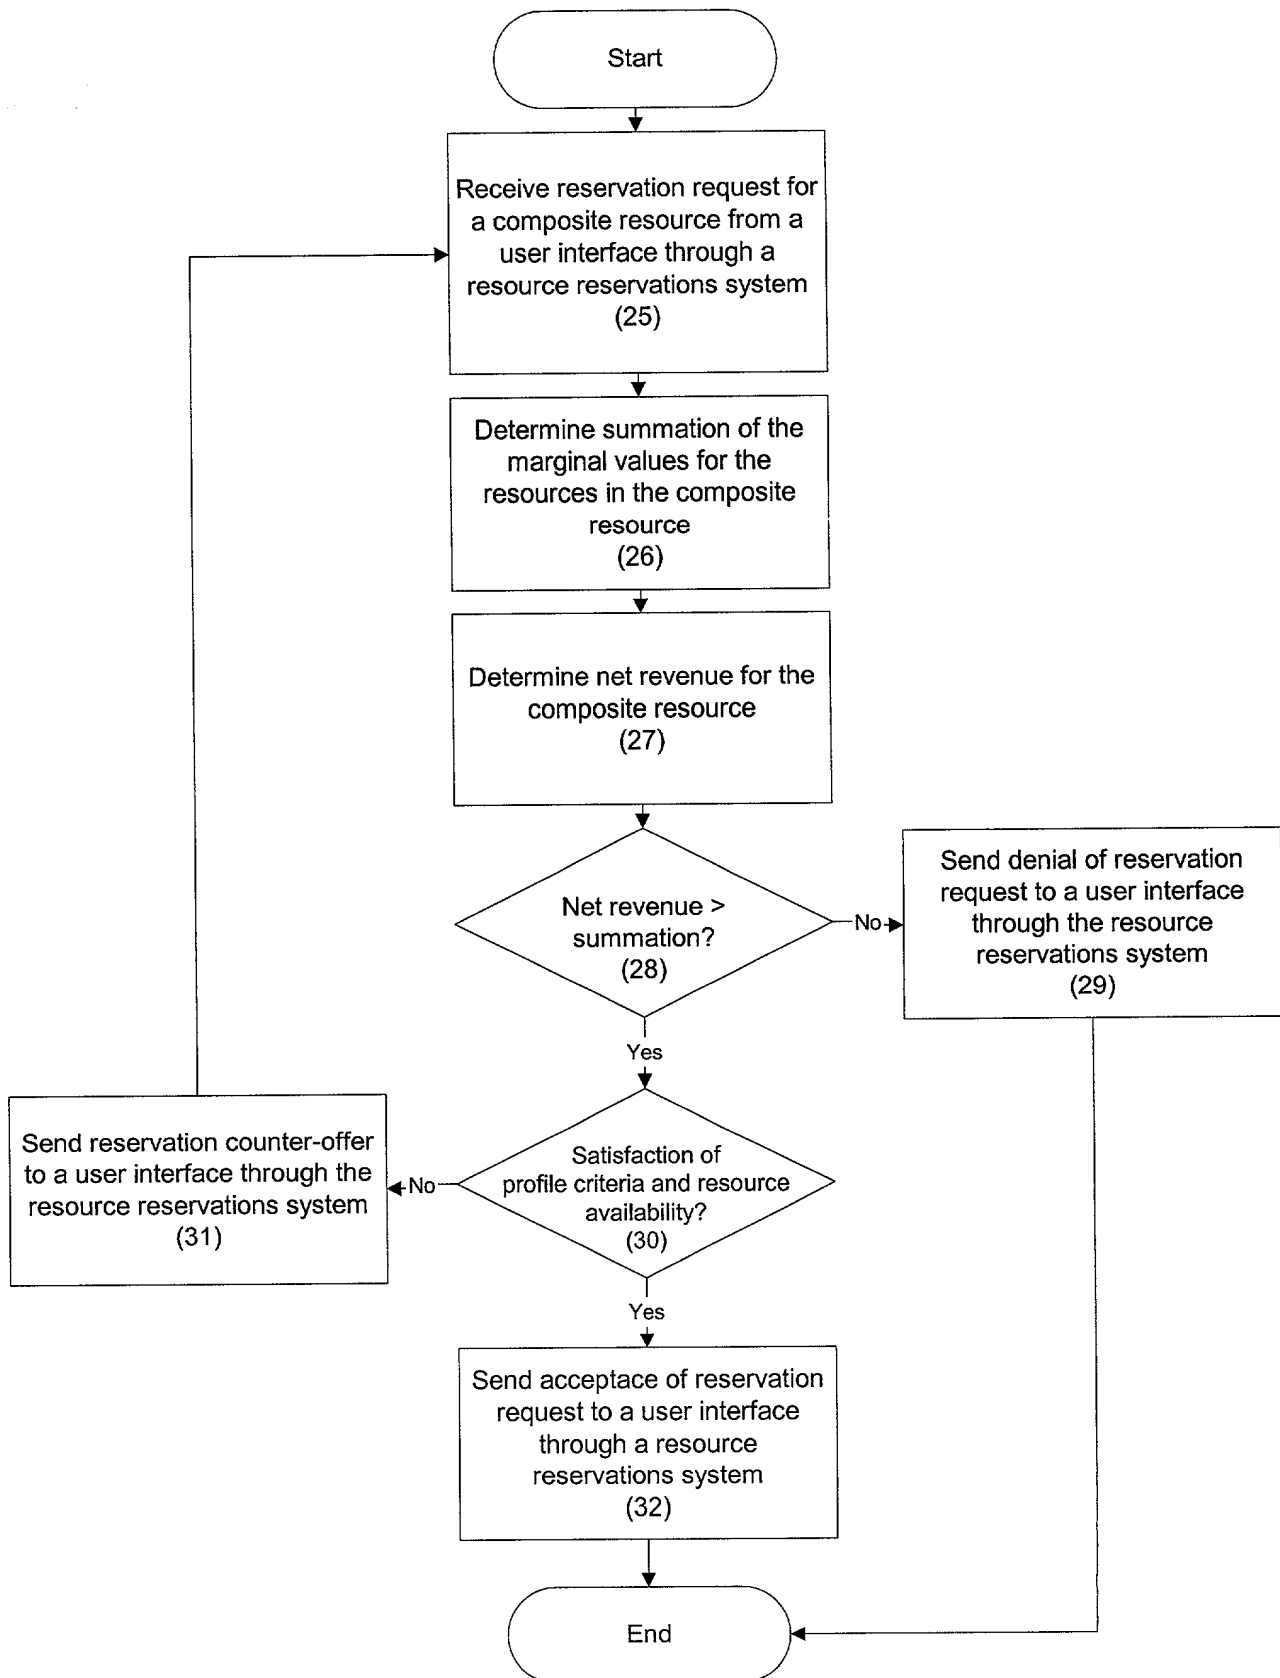 Start
Receive reservation request for
a composite resource from a
user interface through a
resource reservations system
(25)
Determine summation of the
marginal values for the
resources in the composite
resource
(26)
Determine net revenue for the
composite resource
(27)
Net revenue >
summation?
(28)
No
Send denial of reservation
request to a user interface
through the resource
reservations system
(29)
Yes
Satisfaction of
profile criteria and resource
availability?
(30)
No
Send reservation counter-offer
to a user interface through the
resource reservations system
(31)
Yes
Send acceptace of reservation
request to a user interface
through a resource
reservations system
(32)
End